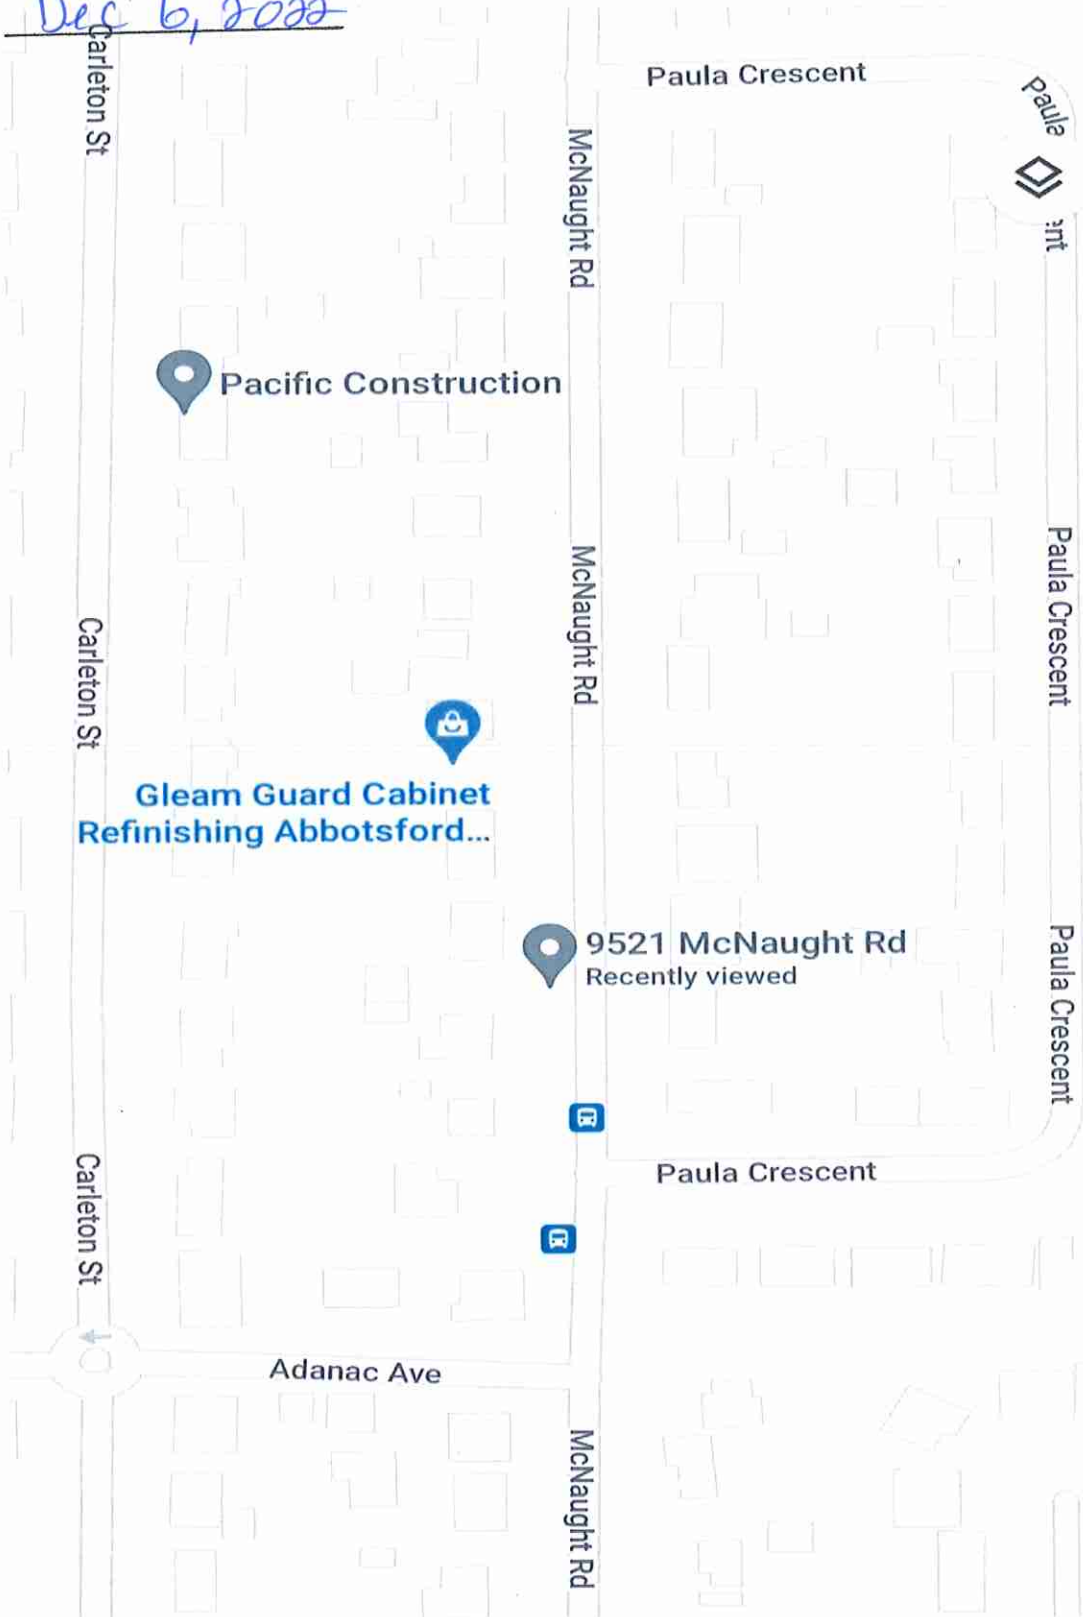 Dec 6, 2022
Carleton St
Paula Crescent
Paula
ent
McNaught Rd
Pacific Construction
McNaught Rd
Paula Crescent
Carleton St
Gleam Guard Cabinet
Refinishing Abbotsford...
9521 McNaught Rd
Recently viewed
Paula Crescent
Paula Crescent
Carleton St
Adanac Ave
McNaught Rd